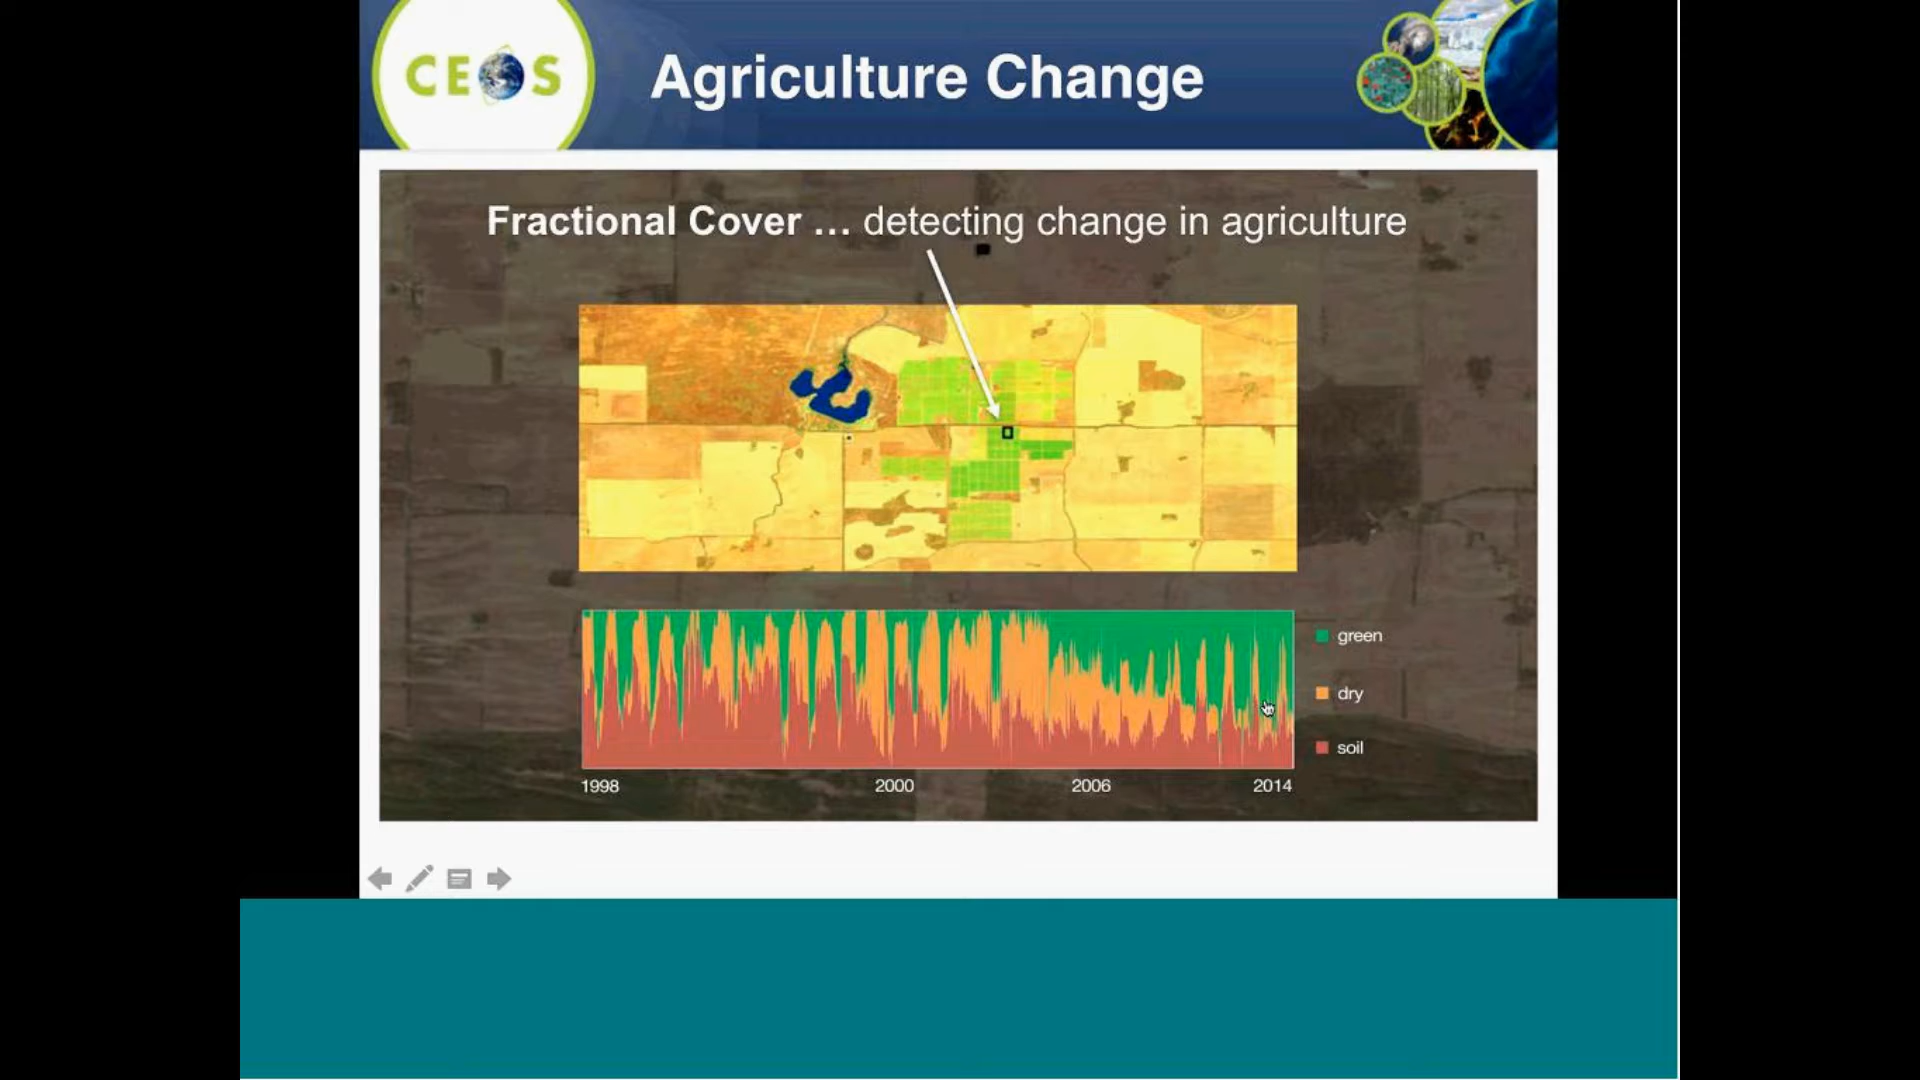 CEOS
Agriculture Change
Fractional Cover ... detecting change in agriculture
green
dry
soil
1998 2000 2006 2014